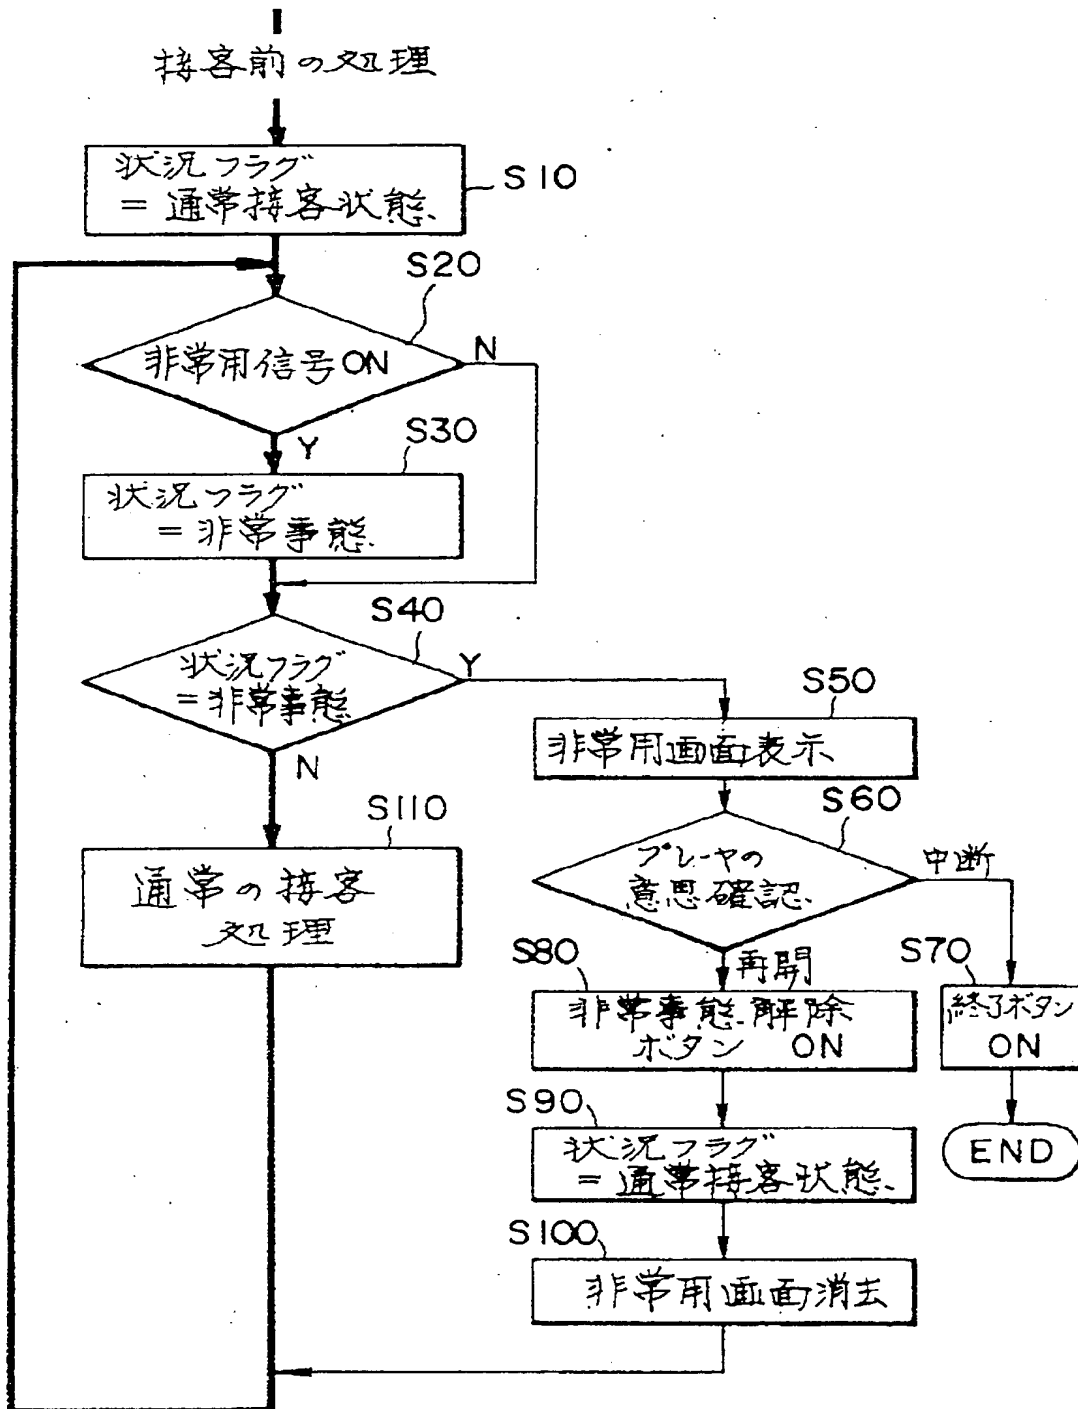 接客前の処理
状況フラグ
=通常接客状態
S10
S20
非常用信号ON
N
Y
S30
状況フラグ
=非常事態
S40
状況フラグ
=非常事態
Y
N
S50
非常用画面表示
S60
プレーヤの
意思確認
中断
再開
S70
終了ボタン
ON
END
S80
非常事態解除
ボタン ON
S90
状況フラグ
=通常接客状態
S100
非常用画面消去
S110
通常の接客
処理